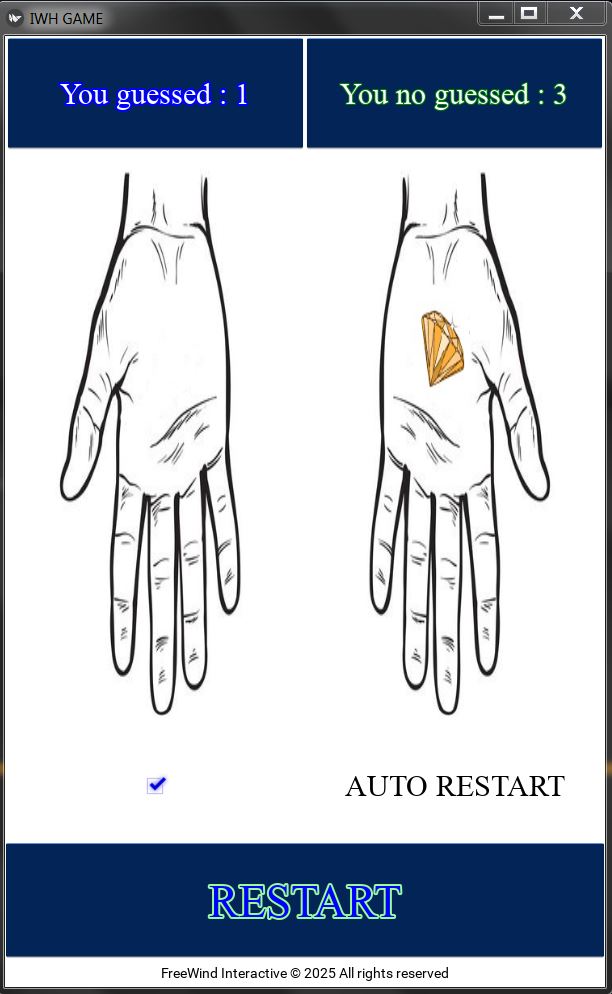 IWH GAME
You guessed : 1
You no guessed : 3
AUTO RESTART
RESTART
FreeWind Interactive © 2025 All rights reserved